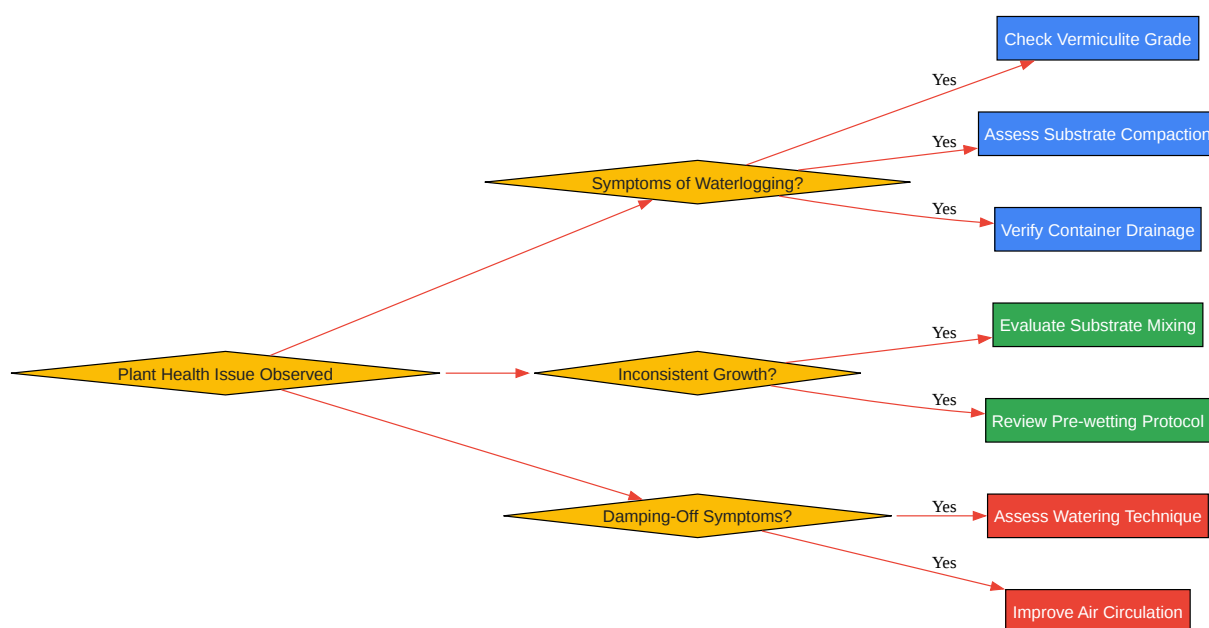 Check Vermiculite Grade
Yes
Assess Substrate Compaction
Yes
Symptoms of Waterlogging?
Yes
Verify Container Drainage
Evaluate Substrate Mixing
Yes
Plant Health Issue Observed
Inconsistent Growth?
Yes
Review Pre-wetting Protocol
Yes
Damping-Off Symptoms?
Assess Watering Technique
Yes
Improve Air Circulation